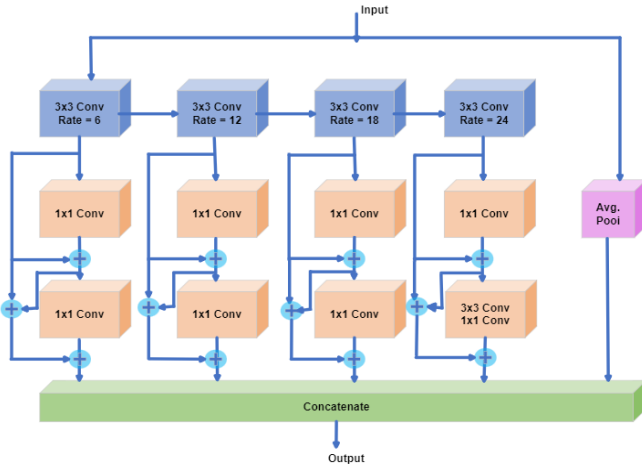 Input
3x3 Conv
Rate = 6
3x3 Conv
Rate = 12
3x3 Conv
Rate = 18
3x3 Conv
Rate = 24
1x1 Conv
1x1 Conv
1x1 Conv
1x1 Conv
Avg.
Pool
1x1 Conv
1x1 Conv
1x1 Conv
3x3 Conv
1x1 Conv
Concatenate
Output